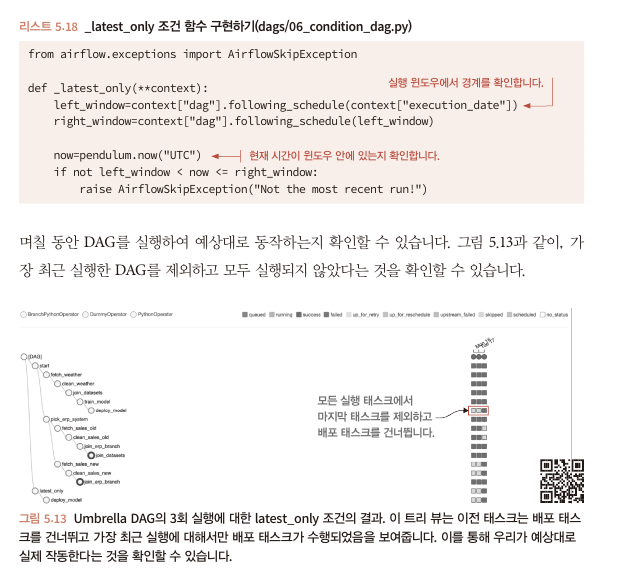 리스트 5.18 _latest_only 조건 함수 구현하기(dags/06_condition_dag.py)
from airflow.exceptions import AirflowSkipException
def _latest_only(**context):
실행 윈도우에서 경계를 확인합니다.
left_window=context["dag"].following_schedule(context["execution_date"])
right_window=context["dag"].following_schedule(left_window)
now=pendulum.now("UTC")
현재 시간이 윈도우 안에 있는지 확인합니다.
if not left_window < now <= right_window:
raise AirflowSkipException("Not the most recent run!")
며칠 동안 DAG를 실행하여 예상대로 동작하는지 확인할 수 있습니다. 그림 5.13과 같이, 가
장 최근 실행한 DAG를 제외하고 모두 실행되지 않았다는 것을 확인할 수 있습니다.
BranchPythonOperator DummyOperator PythonOperator
queued running success failed up_for_retry up_for_reschedule upstream_failed skipped scheduled no_status
[DAG]
start
fetch_weather
clean_weather
join_datasets
train_model
deploy_model
pick_erp_system
fetch_sales_old
clean_sales_old
join_erp_branch
join_datasets
fetch_sales_new
clean_sales_new
join_erp_branch
latest_only
deploy_model
모든 실행 태스크에서
마지막 태스크를 제외하고
배포 태스크를 건너뜁니다.
그림 5.13 Umbrella DAG의 3회 실행에 대한 latest_only 조건의 결과. 이 트리 뷰는 이전 태스크는 배포 태스
크를 건너뛰고 가장 최근 실행에 대해서만 배포 태스크가 수행되었음을 보여줍니다. 이를 통해 우리가 예상대로
실제 작동한다는 것을 확인할 수 있습니다.